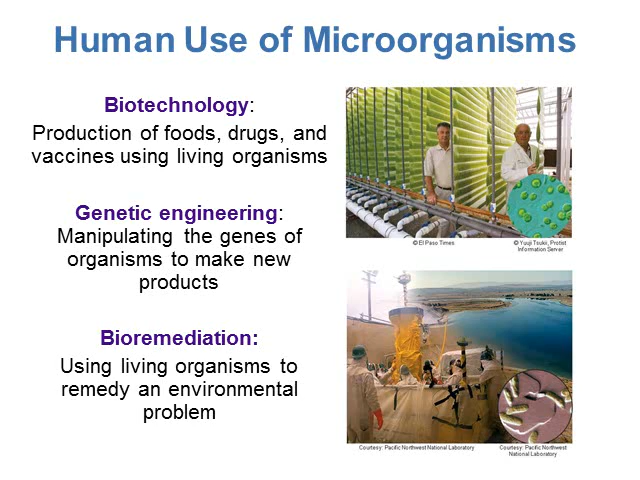 Human Use of Microorganisms
Biotechnology:
Production of foods, drugs, and
vaccines using living organisms
Genetic engineering:
Manipulating the genes of
organisms to make new
products
Bioremediation:
Using living organisms to
remedy an environmental
problem
© El Paso Times
© Yuuji Tsukii, Protist
Information Server
Courtesy: Pacific Northwest National Laboratory
Courtesy: Pacific Northwest
National Laboratory